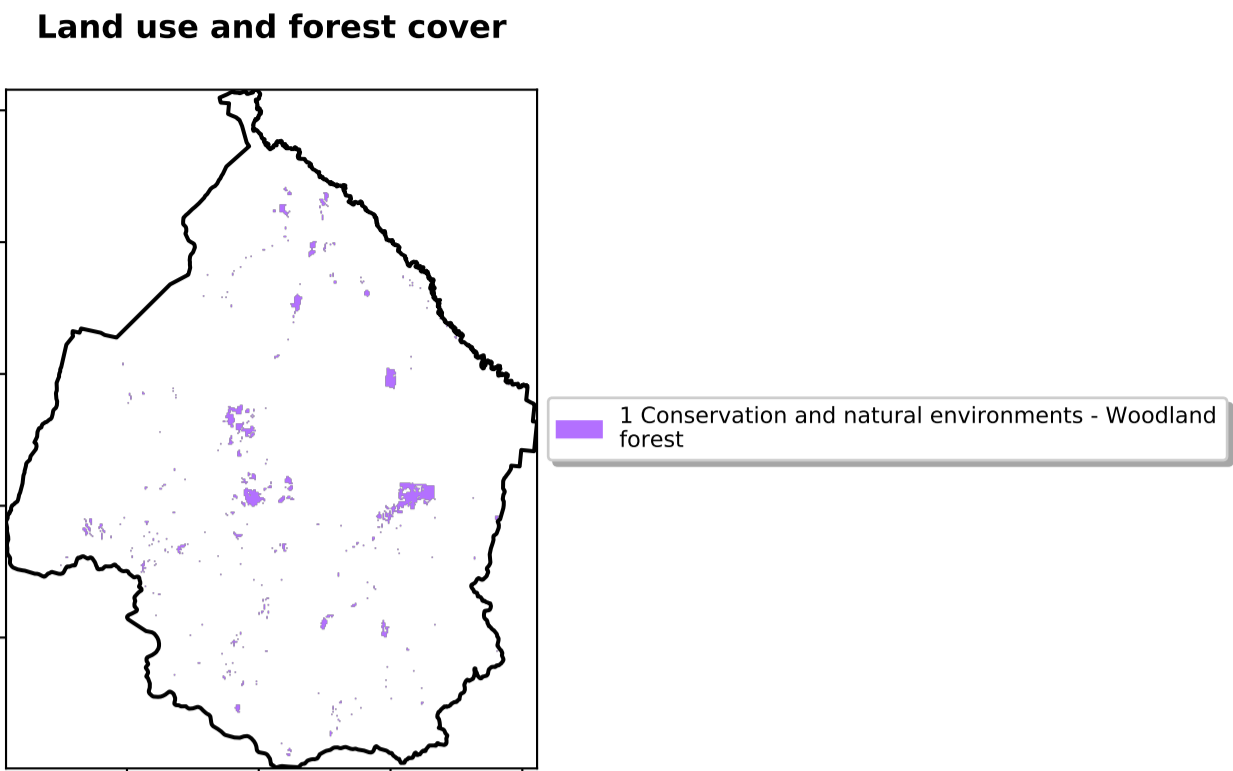 Land use and forest cover
1 Conservation and natural environments - Woodland
forest